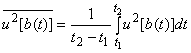 \overline{u^2[b(t)]} = \frac{1}{t_2 - t_1} \int_{t_1}^{t_2} u^2[b(t)] dt